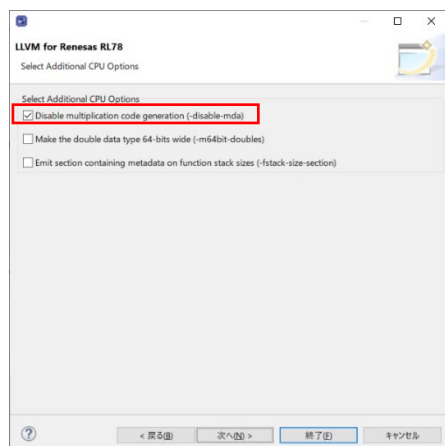 LLVM for Renesas RL78
Select Additional CPU Options
Select Additional CPU Options
Disable multiplication code generation (-disable-mda)
Make the double data type 64-bits wide (-m64bit-doubles)
Emit section containing metadata on function stack sizes (-fstack-size-section)
< 戻る(B) 次へ(N) > 終了(F) キャンセル